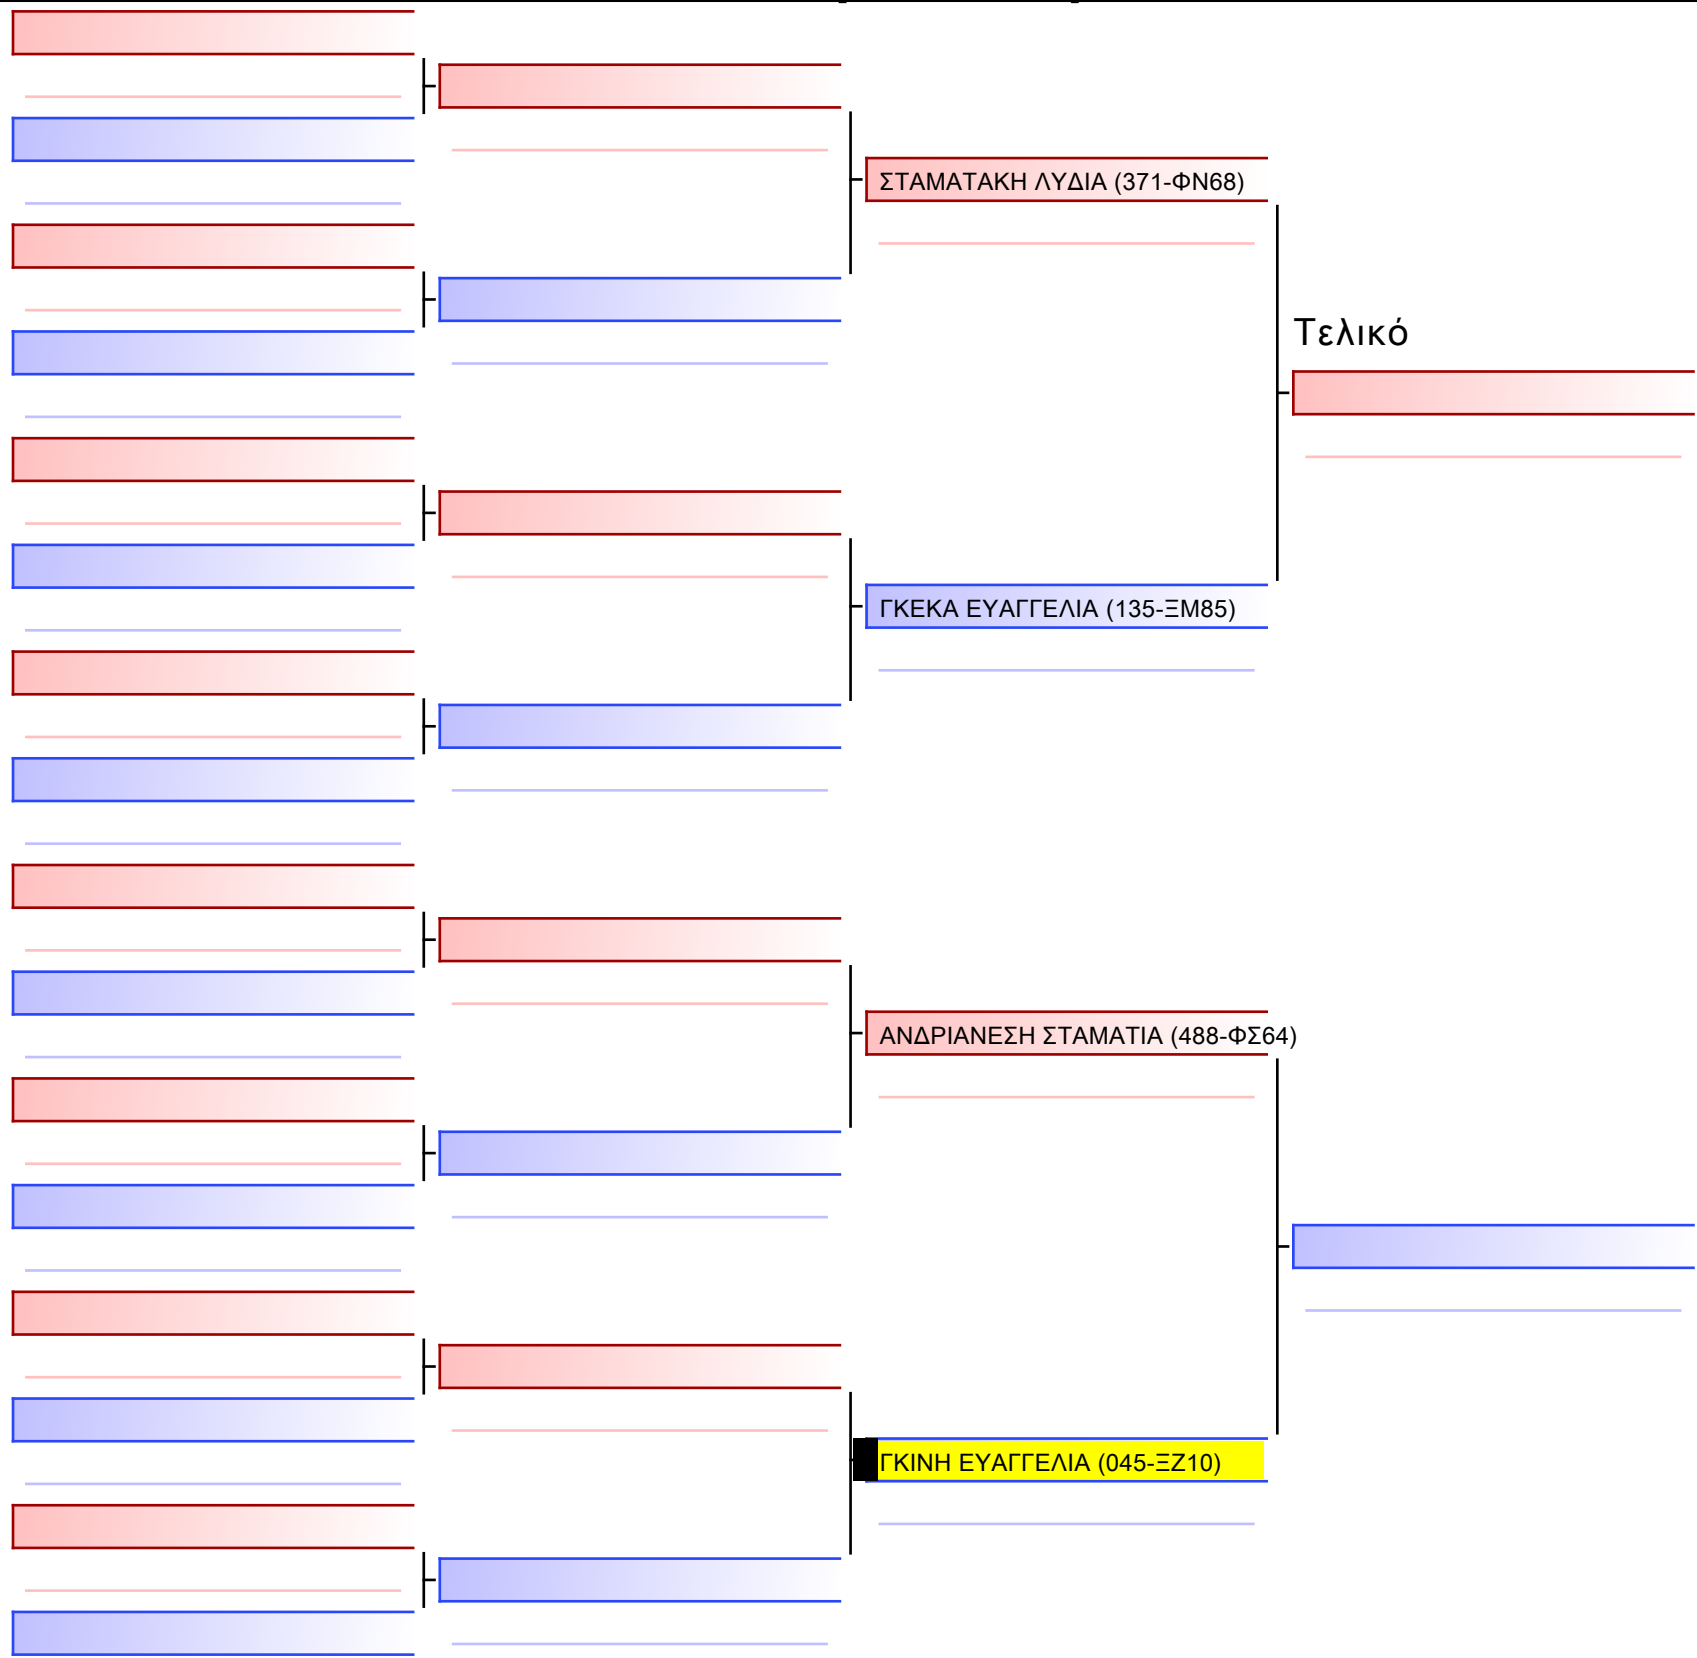 ΣΤΑΜΑΤΑΚΗ ΛΥΔΙΑ (371-ΦΝ68)
Τελικό
ΓΚΕΚΑ ΕΥΑΓΓΕΛΙΑ (135-ΞΜ85)
ΑΝΔΡΙΑΝΕΣΗ ΣΤΑΜΑΤΙΑ (488-ΦΣ64)
ΓΚΙΝΗ ΕΥΑΓΓΕΛΙΑ (045-ΞΖ10)